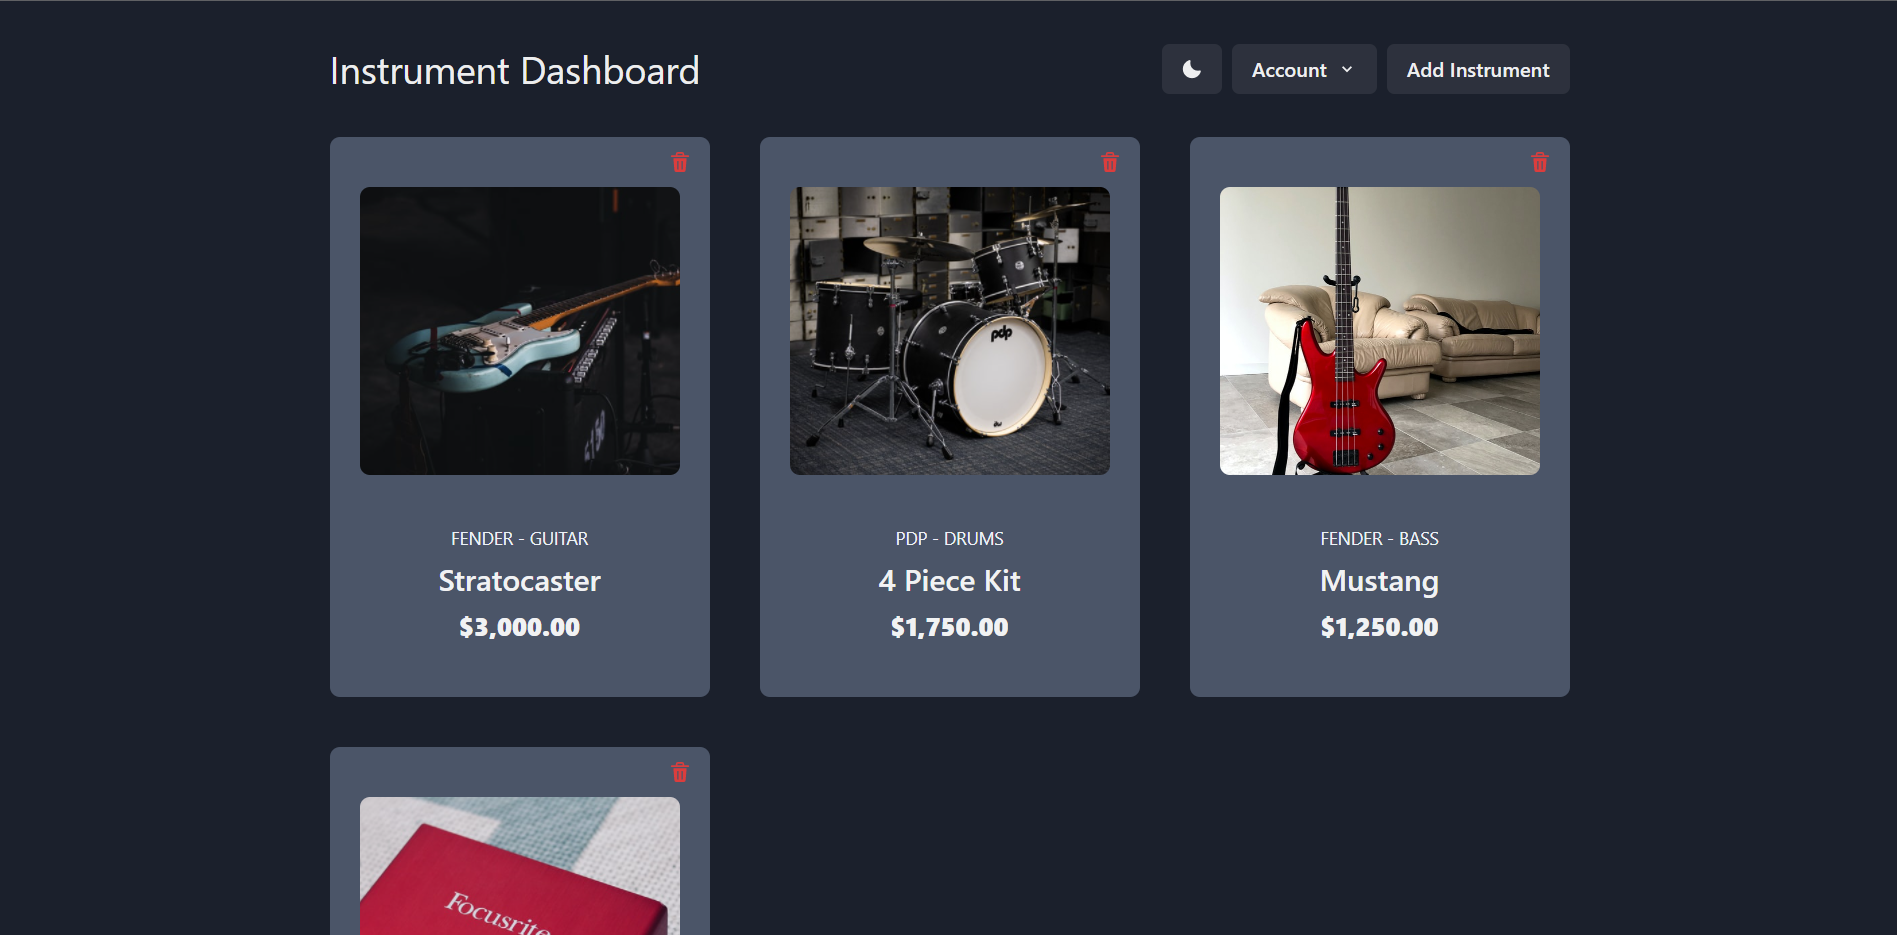 Instrument Dashboard
Account
Add Instrument
pdp
FENDER - GUITAR
Stratocaster
$3,000.00
PDP - DRUMS
4 Piece Kit
$1,750.00
FENDER - BASS
Mustang
$1,250.00
Focusrite